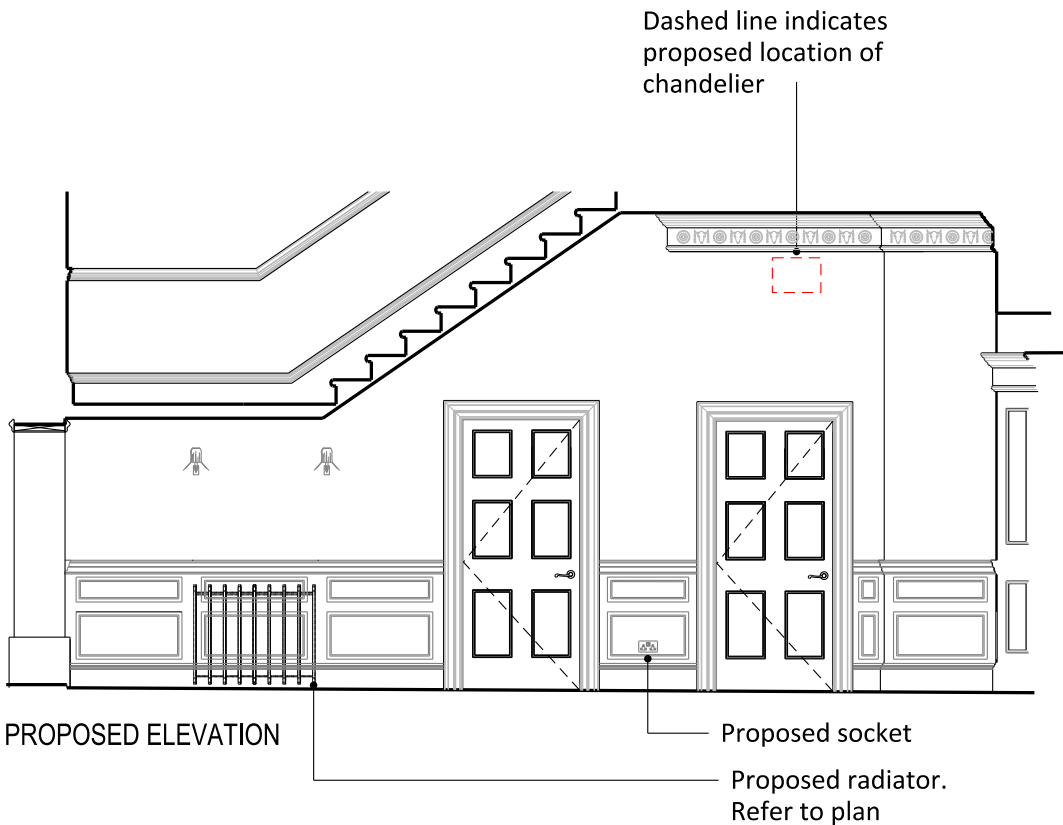 Dashed line indicates
proposed location of
chandelier
PROPOSED ELEVATION
Proposed socket
Proposed radiator.
Refer to plan